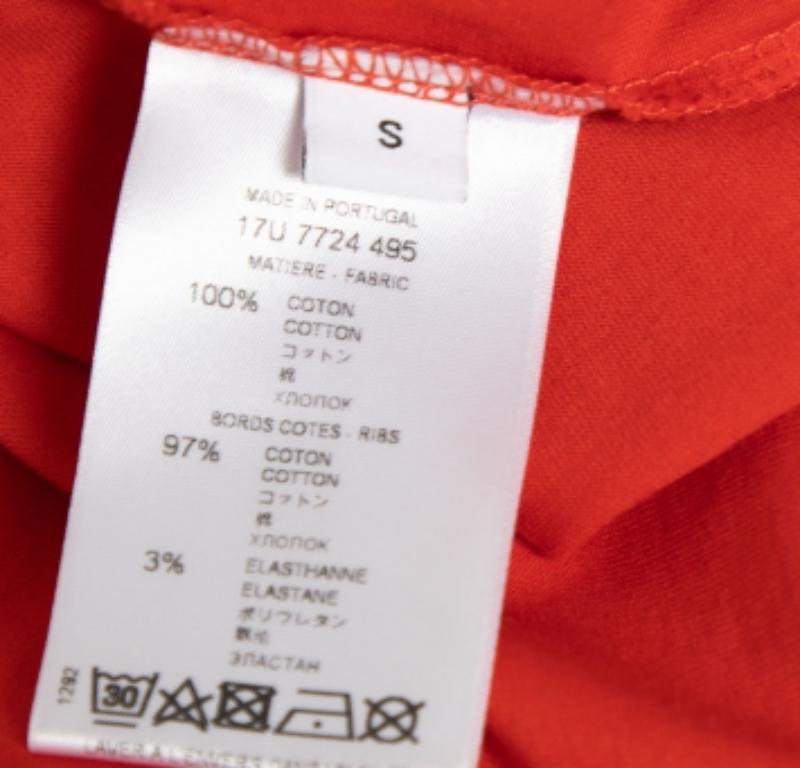 S
MADE IN PORTUGAL
17U 7724 495
MATIERE - FABRIC
100% COTON
COTTON
コットン
棉
ХЛОПОК
BORDS COTES - RIBS
97% COTON
COTTON
コットン
棉
ХЛОПОК
3% ELASTHANNE
ELASTANE
ポリウレタン
ЭЛАСТАН
1292
30
LAVER A L'ENVERS